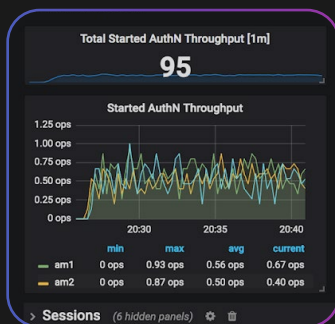 Total Started AuthN Throughput [1m]
95
Started AuthN Throughput
1.25 ops
1.00 ops
0.75 ops
0.50 ops
0.25 ops
0 ops
20:30 20:35 20:40
min max avg current
am1 0 ops 0.93 ops 0.56 ops 0.67 ops
am2 0 ops 0.87 ops 0.50 ops 0.40 ops
Sessions (6 hidden panels)